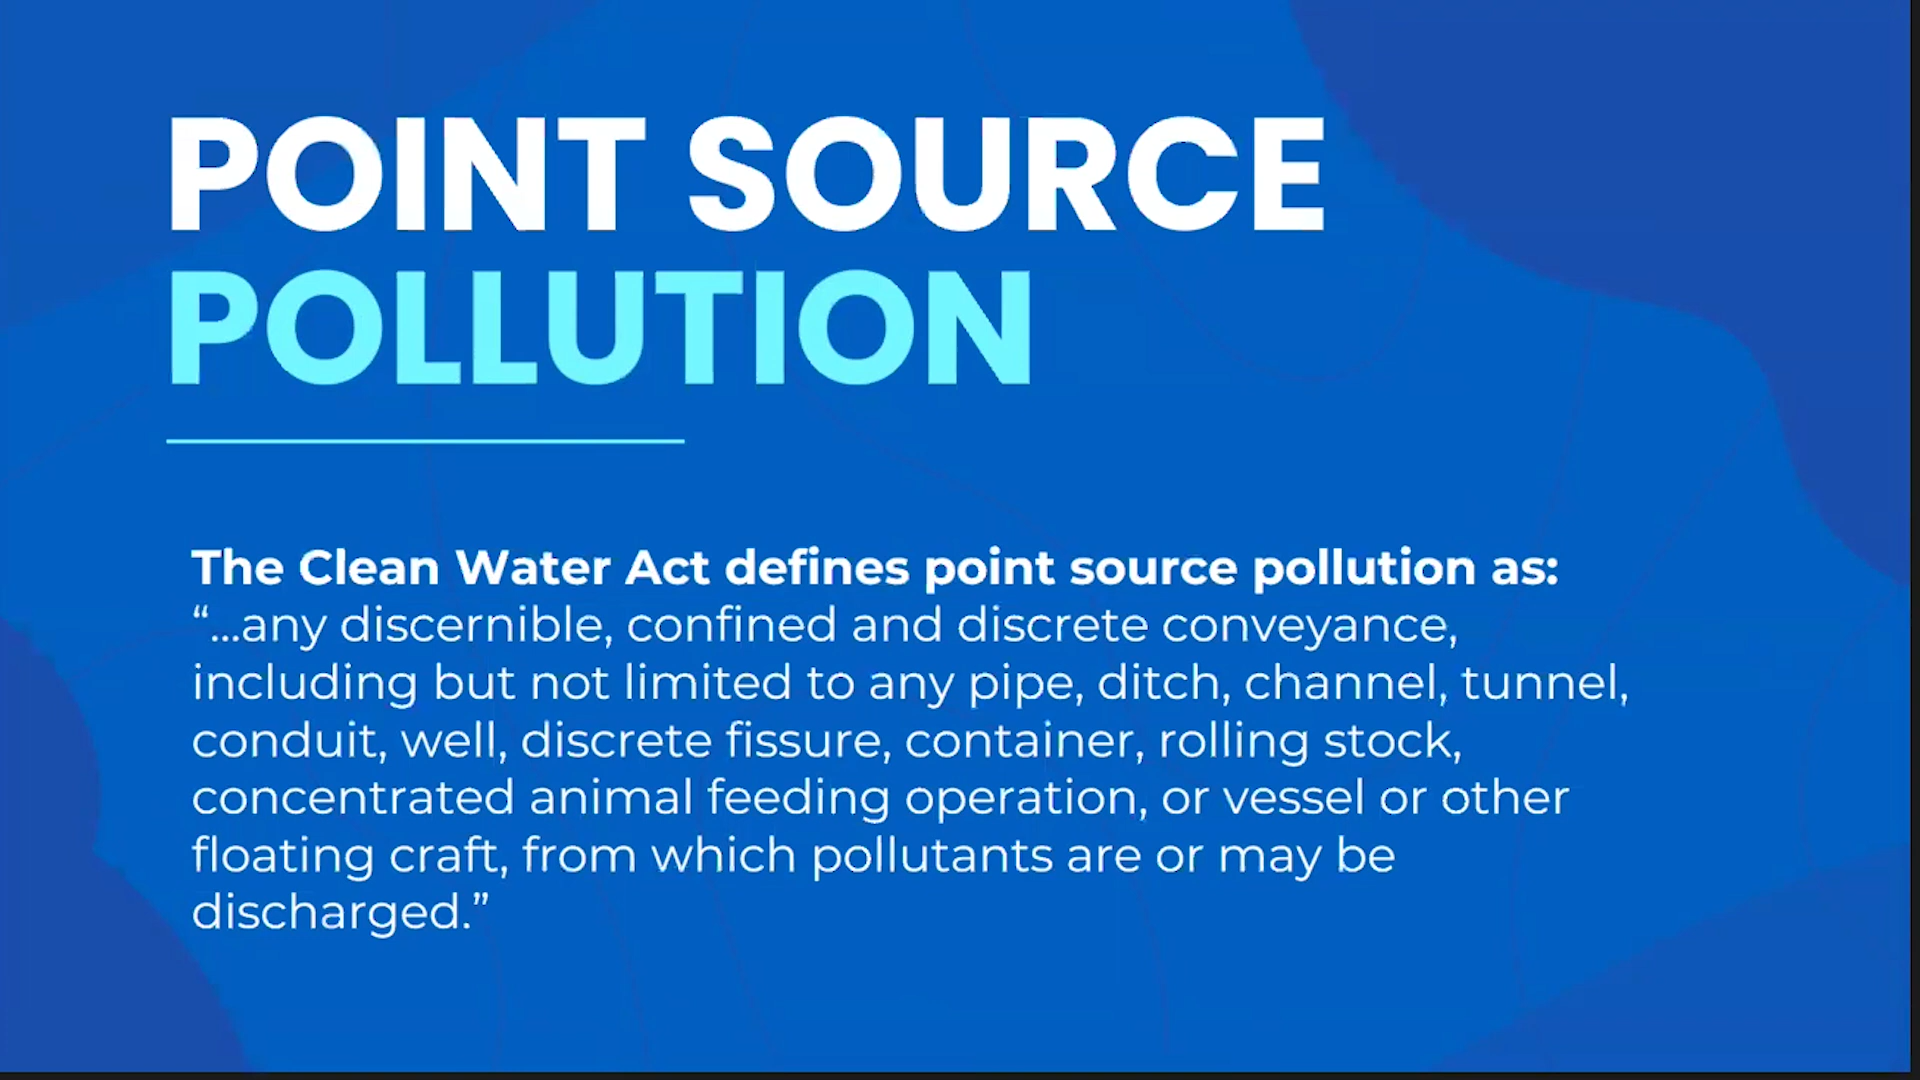 POINT SOURCE
POLLUTION
The Clean Water Act defines point source pollution as:
“...any discernible, confined and discrete conveyance,
including but not limited to any pipe, ditch, channel, tunnel,
conduit, well, discrete fissure, container, rolling stock,
concentrated animal feeding operation, or vessel or other
floating craft, from which pollutants are or may be
discharged.”